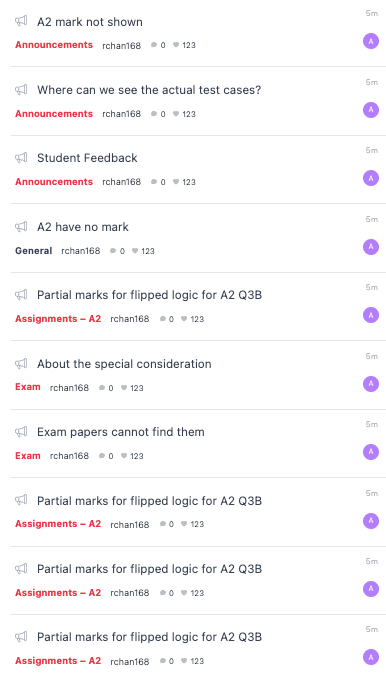 A2 mark not shown 5m
Announcements rchan168 0 123 A
Where can we see the actual test cases? 5m
Announcements rchan168 0 123 A
Student Feedback 5m
Announcements rchan168 0 123 A
A2 have no mark 5m
General rchan168 0 123 A
Partial marks for flipped logic for A2 Q3B 5m
Assignments – A2 rchan168 0 123 A
About the special consideration 5m
Exam rchan168 0 123 A
Exam papers cannot find them 5m
Exam rchan168 0 123 A
Partial marks for flipped logic for A2 Q3B 5m
Assignments – A2 rchan168 0 123 A
Partial marks for flipped logic for A2 Q3B 5m
Assignments – A2 rchan168 0 123 A
Partial marks for flipped logic for A2 Q3B 5m
Assignments – A2 rchan168 0 123 A